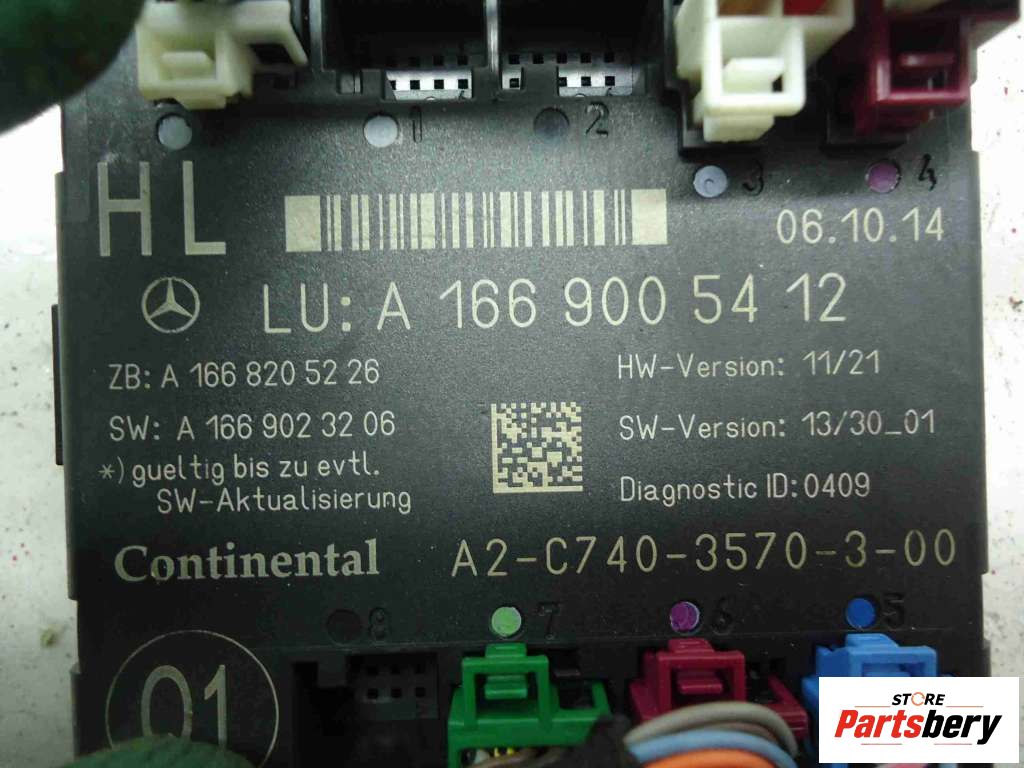 1 2
3 4
HL
06.10.14
LU: A 166 900 54 12
ZB: A 166 820 52 26
HW-Version: 11/21
SW: A 166 902 32 06
SW-Version: 13/30_01
*) gueltig bis zu evtl.
SW-Aktualisierung
Diagnostic ID: 0409
Continental A2-C740-3570-3-00
8 7 6 5
Q1
STORE
Partsbery